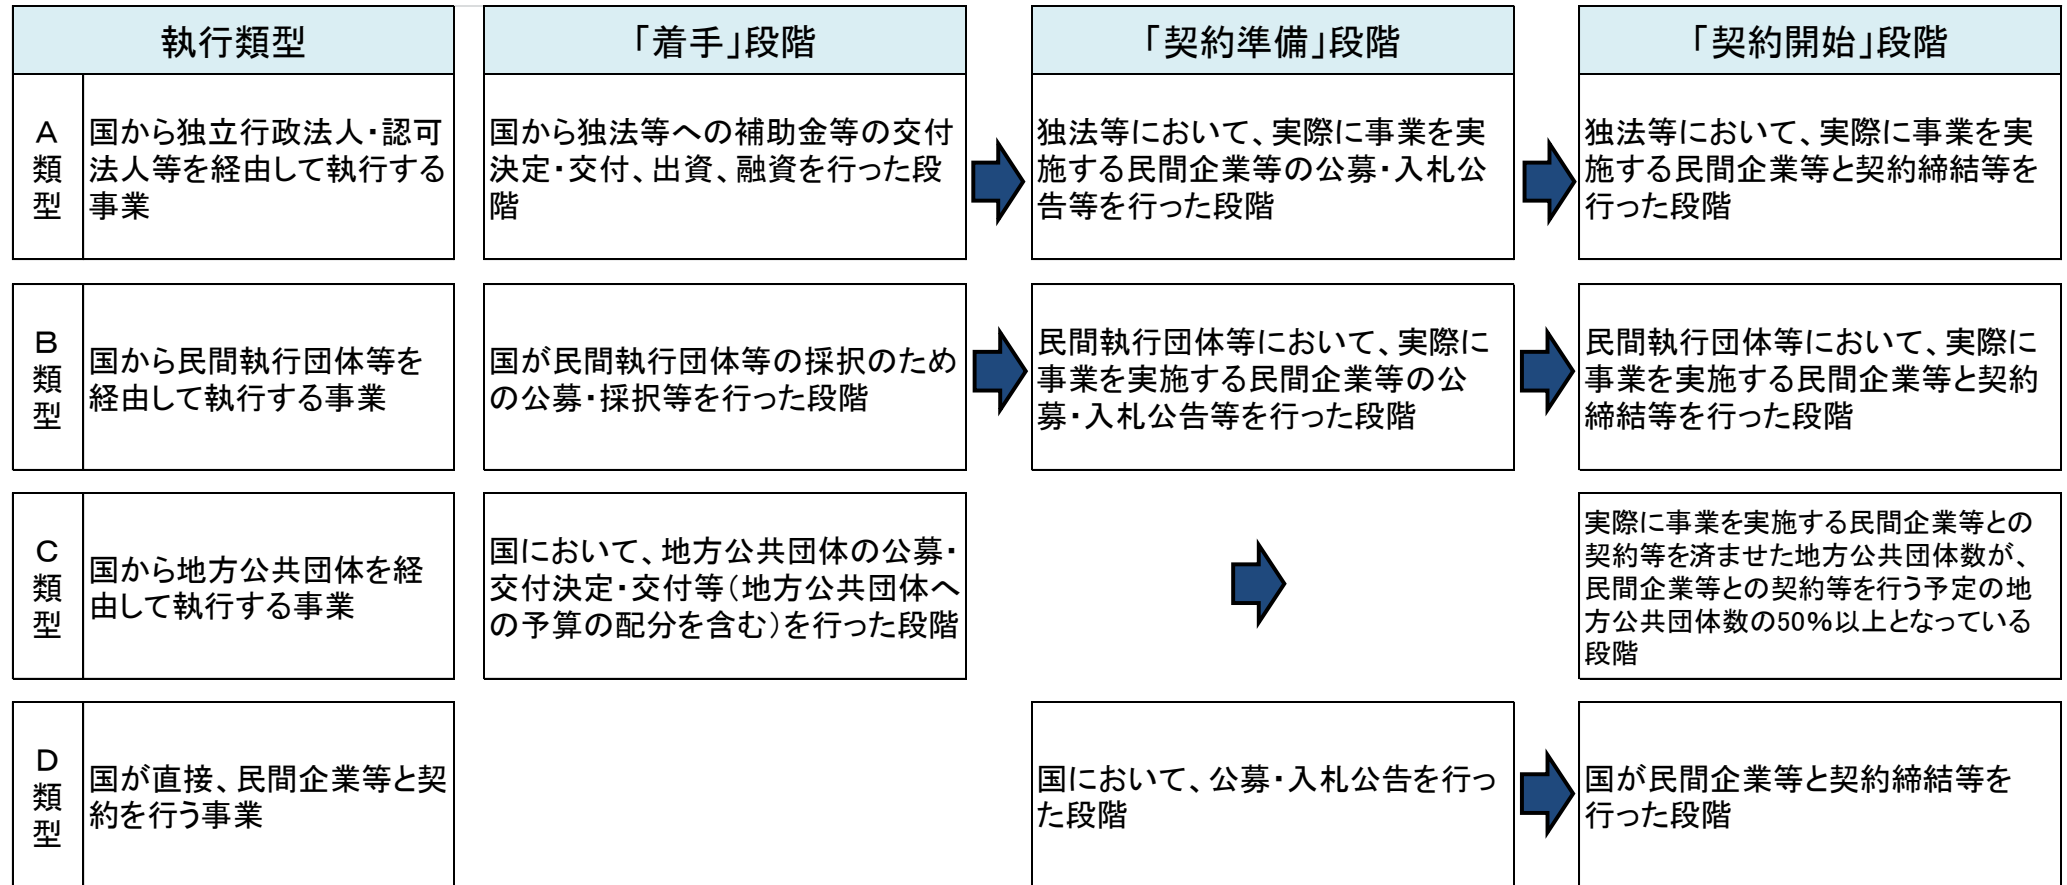 執行類型
「着手」段階
「契約準備」段階
「契約開始」段階
A
類
型
国から独立行政法人・認可
法人等を経由して執行する
事業
国から独法等への補助金等の交付
決定・交付、出資、融資を行った段
階
独法等において、実際に事業を実
施する民間企業等の公募・入札公
告等を行った段階
独法等において、実際に事業を実
施する民間企業等と契約締結等を
行った段階
B
類
型
国から民間執行団体等を
経由して執行する事業
国が民間執行団体等の採択のため
の公募・採択等を行った段階
民間執行団体等において、実際に
事業を実施する民間企業等の公
募・入札公告等を行った段階
民間執行団体等において、実際に
事業を実施する民間企業等と契約
締結等を行った段階
C
類
型
国から地方公共団体を経
由して執行する事業
国において、地方公共団体の公募・
交付決定・交付等（地方公共団体へ
の予算の配分を含む）を行った段階
実際に事業を実施する民間企業等との
契約等を済ませた地方公共団体数が、
民間企業等との契約等を行う予定の地
方公共団体数の50％以上となっている
段階
D
類
型
国が直接、民間企業等と契
約を行う事業
国において、公募・入札公告を行っ
た段階
国が民間企業等と契約締結等を
行った段階